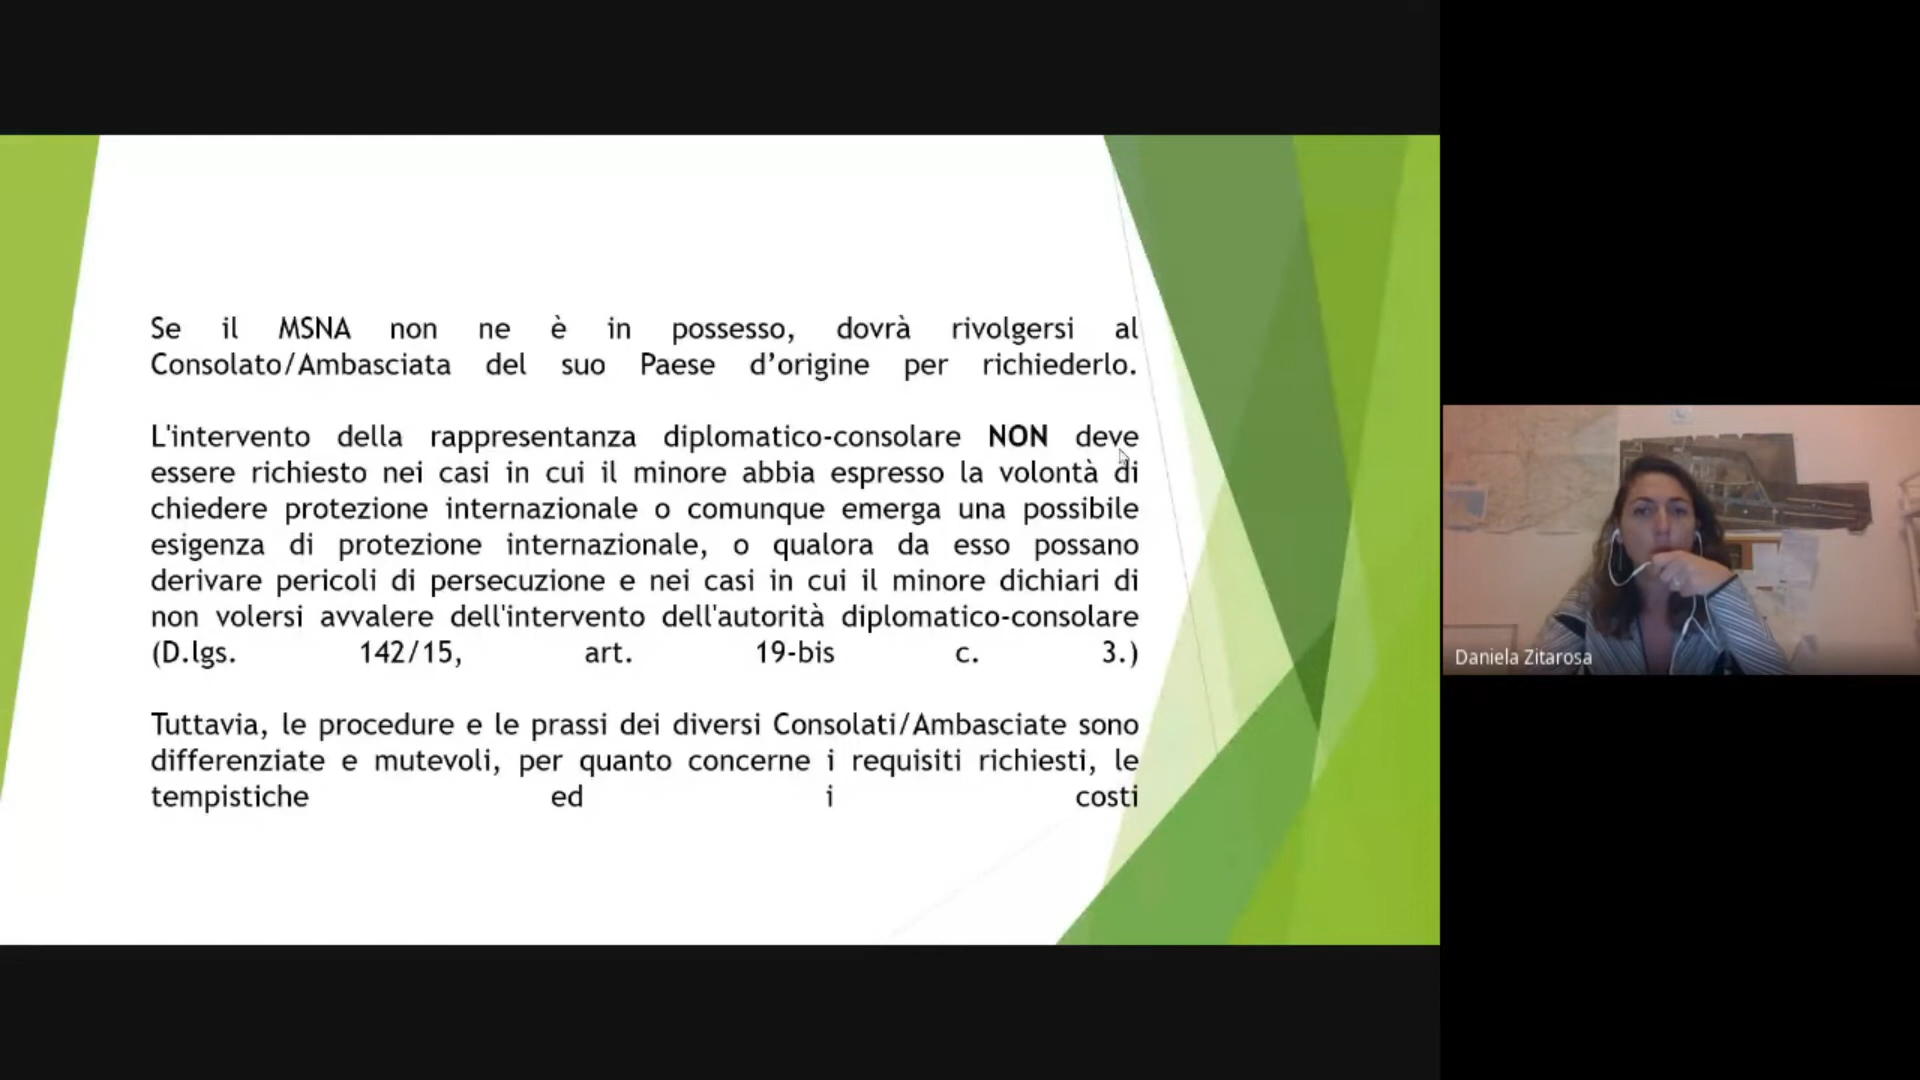 Se il MSNA non ne è in possesso, dovrà rivolgersi al
Consolato/Ambasciata del suo Paese d’origine per richiederlo.
L'intervento della rappresentanza diplomatico-consolare NON deve
essere richiesto nei casi in cui il minore abbia espresso la volontà di
chiedere protezione internazionale o comunque emerga una possibile
esigenza di protezione internazionale, o qualora da esso possano
derivare pericoli di persecuzione e nei casi in cui il minore dichiari di
non volersi avvalere dell'intervento dell'autorità diplomatico-consolare
(D.lgs. 142/15, art. 19-bis c. 3.)
Tuttavia, le procedure e le prassi dei diversi Consolati/Ambasciate sono
differenziate e mutevoli, per quanto concerne i requisiti richiesti, le
tempistiche ed i costi
Daniela Zitarosa